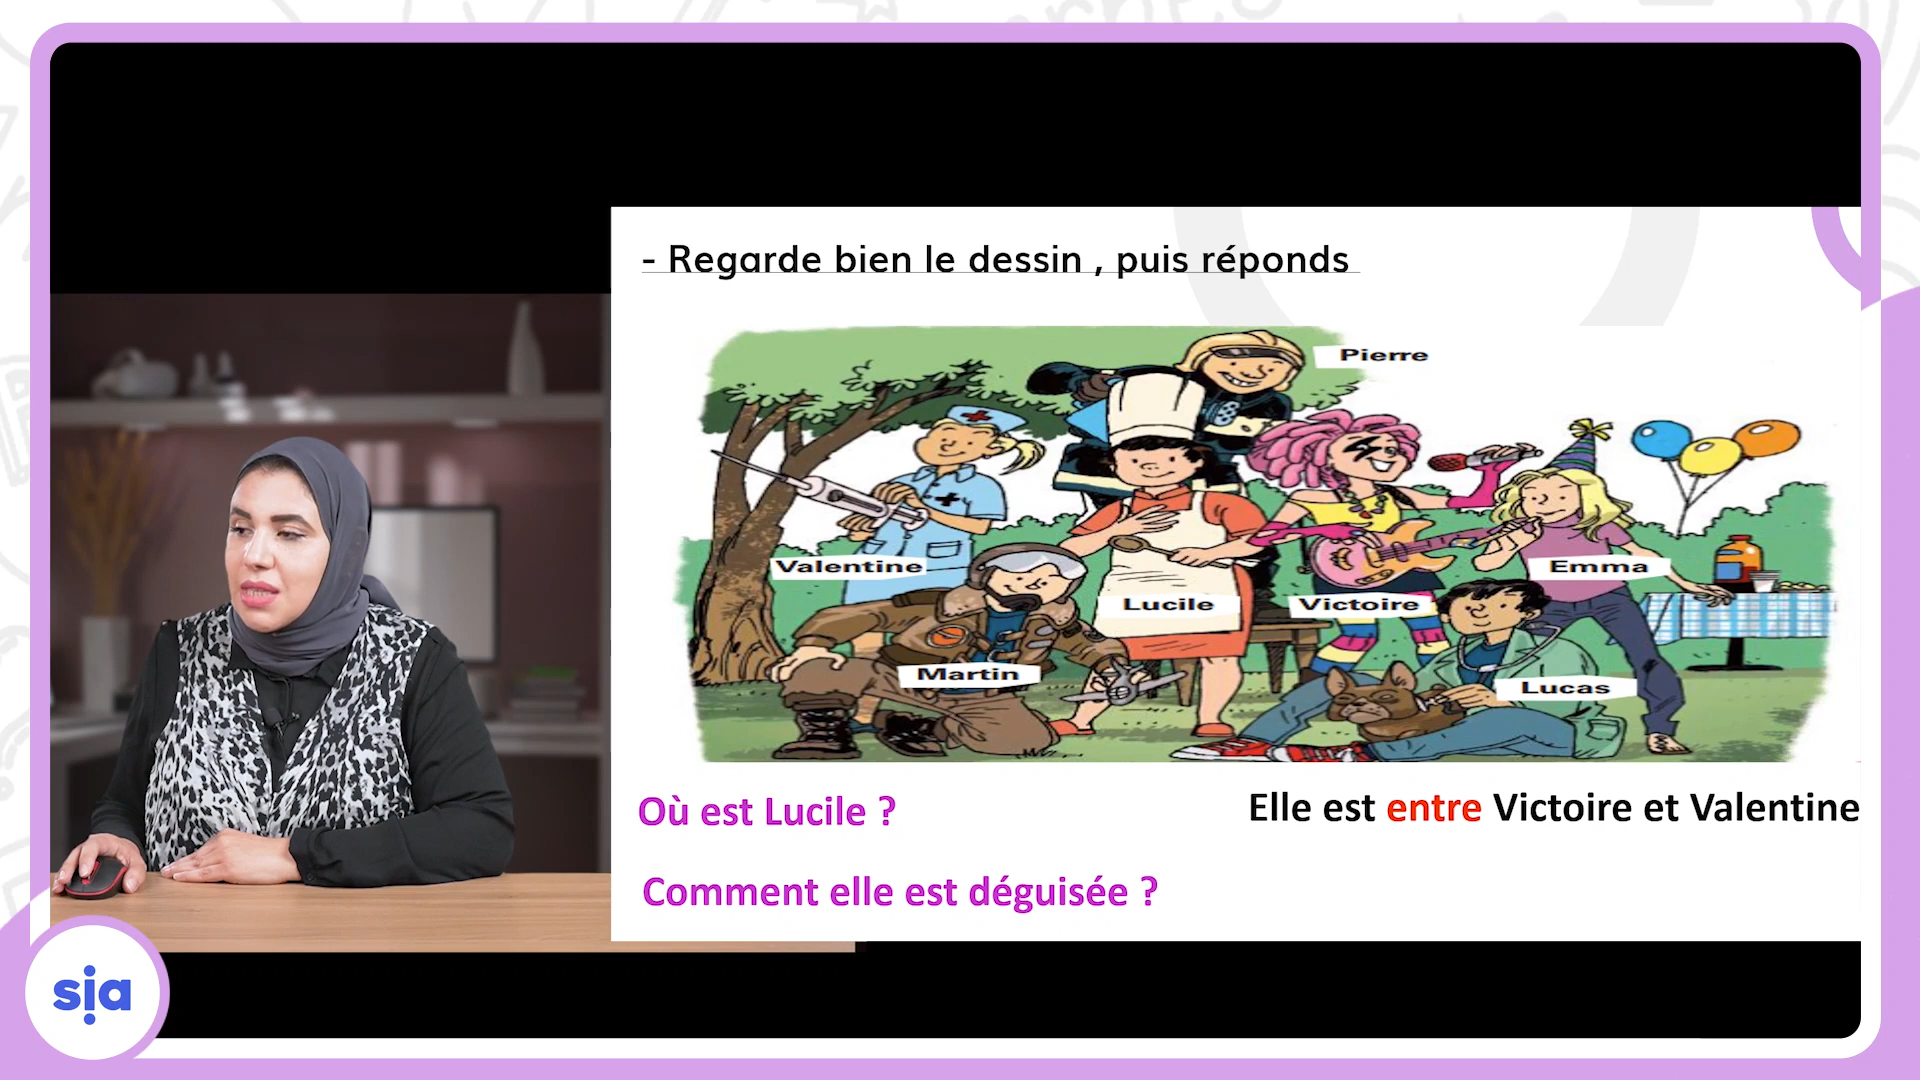 - Regarde bien le dessin , puis réponds
Pierre
Valentine
Emma
Lucile
Victoire
Martin
Lucas
Où est Lucile ?
Elle est entre Victoire et Valentine
Comment elle est déguisée ?
sia